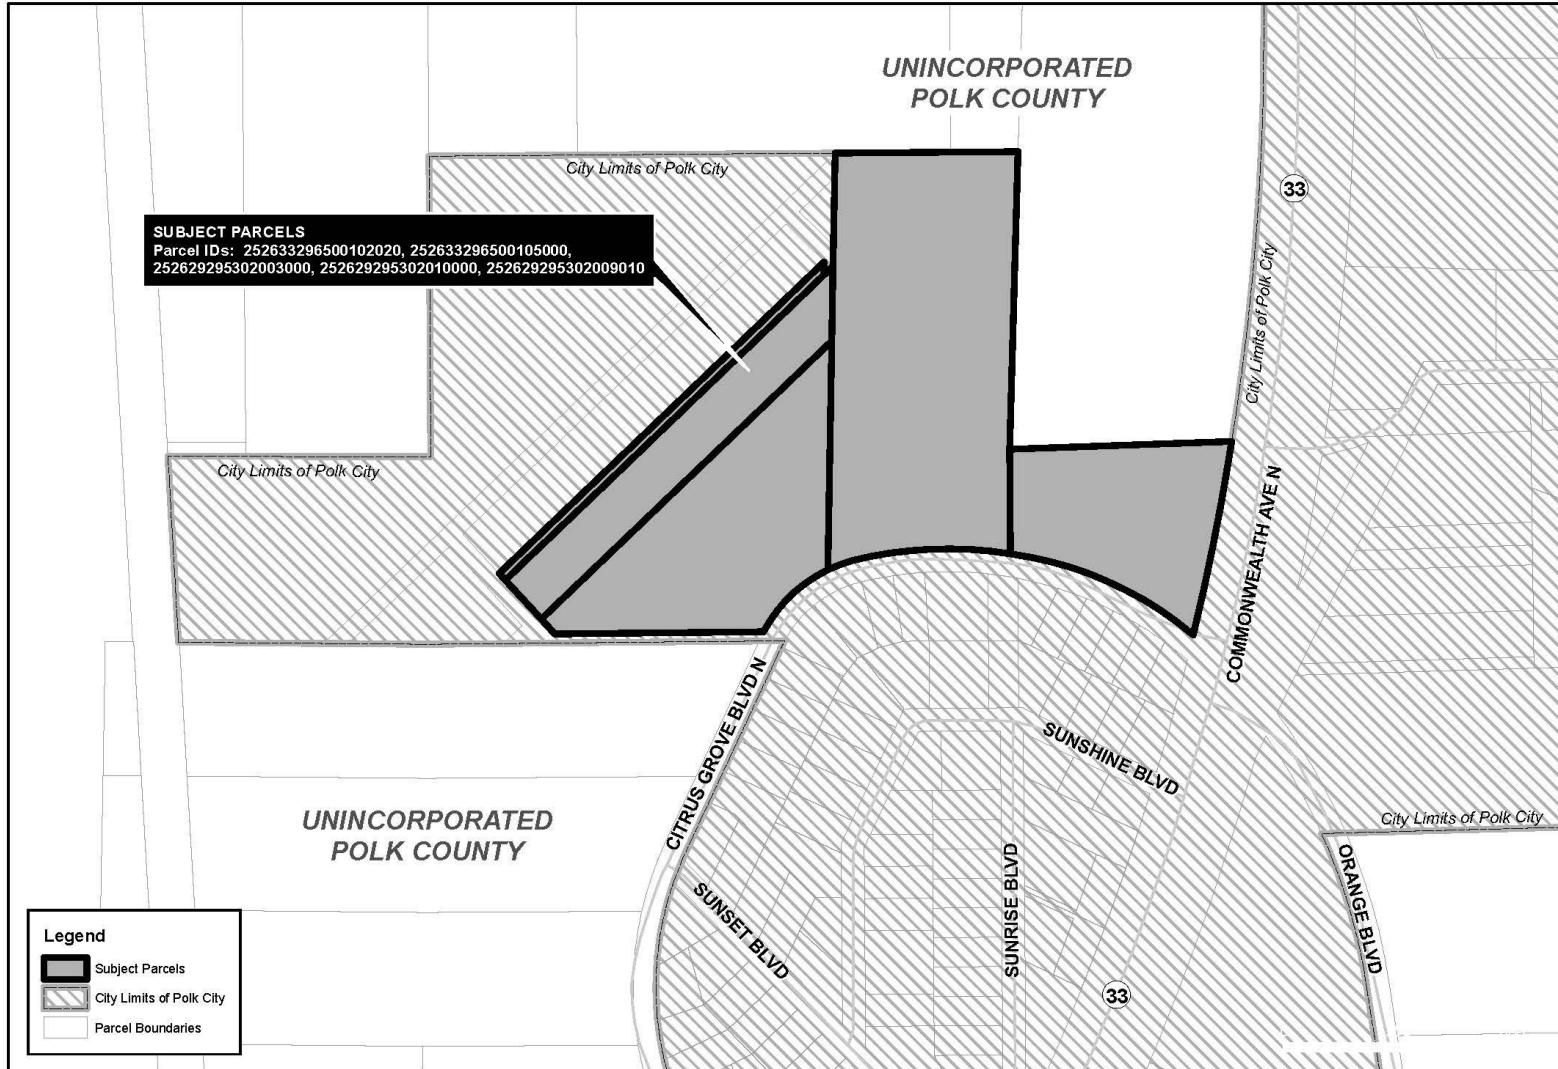 UNINCORPORATED
POLK COUNTY
City Limits of Polk City
33
SUBJECT PARCELS
Parcel IDs: 252633296500102020, 252633296500105000,
252629295302003000, 252629295302010000, 252629295302009010
City Limits of Polk City
City Limits of Polk City
COMMONWEALTH AVE N
CITRUS GROVE BLVD N
SUNSHINE BLVD
UNINCORPORATED
POLK COUNTY
City Limits of Polk City
SUNSET BLVD
SUNRISE BLVD
ORANGE BLVD
33
Legend
Subject Parcels
City Limits of Polk City
Parcel Boundaries